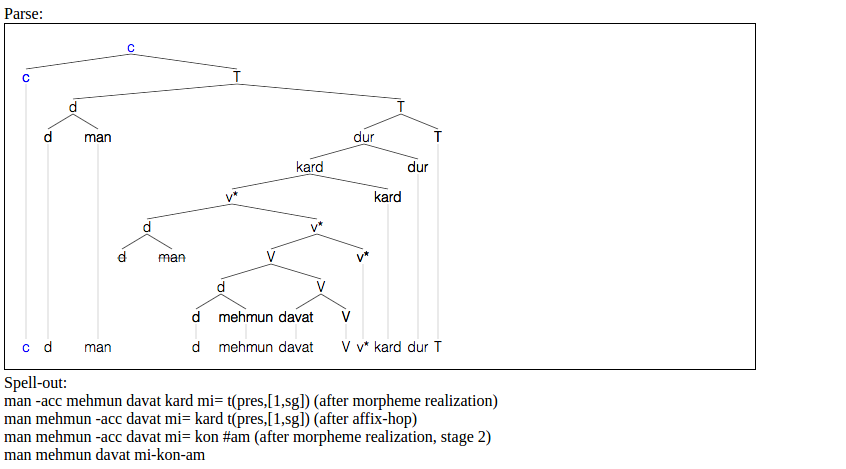 Parse:
c
c T
d T
d man dur T
kard dur
v* kard
d v*
d man V v*
d V
d mehmun davat V
c d man d mehmun davat V v* kard dur T
Spell-out:
man -acc mehmun davat kard mi= t(pres,[1,sg]) (after morpheme realization)
man mehmun -acc davat mi= kard t(pres,[1,sg]) (after affix-hop)
man mehmun -acc davat mi= kon #am (after morpheme realization, stage 2)
man mehmun davat mi-kon-am